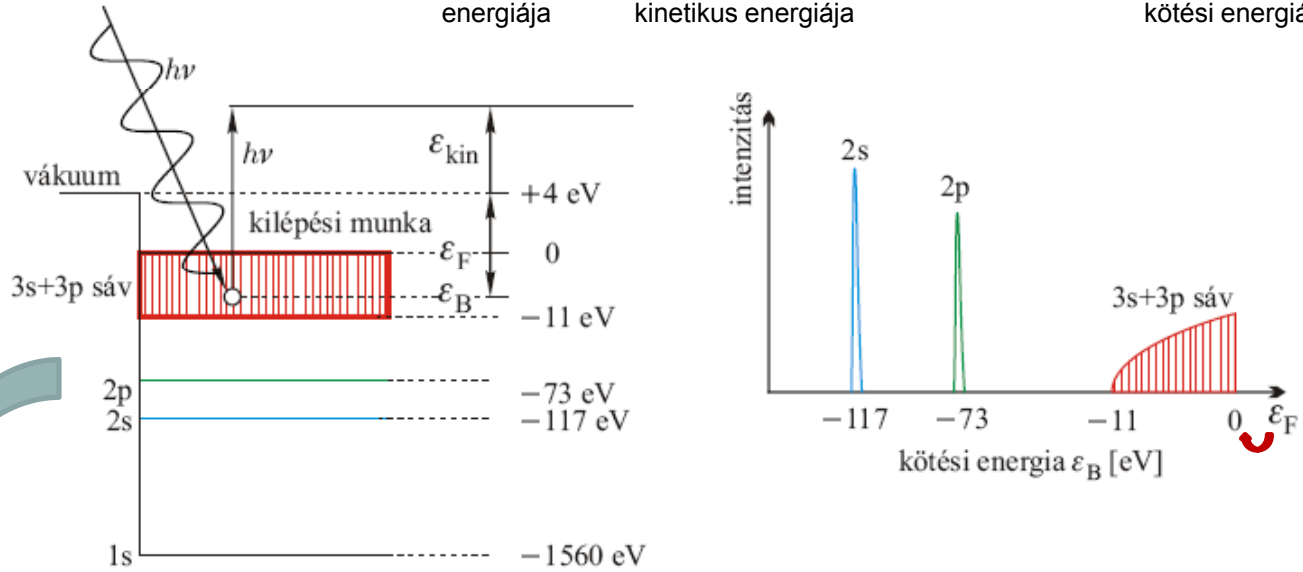 energiája kinetikus energiája kötési energiá
hν
hν
ε_kin
vákuum
+4 eV
kilépési munka
ε_F 0
3s+3p sáv
ε_B
−11 eV
2p −73 eV
2s −117 eV
1s −1560 eV
intenzitás
2s
2p
3s+3p sáv
−117 −73 −11 0 ε_F
kötési energia ε_B [eV]